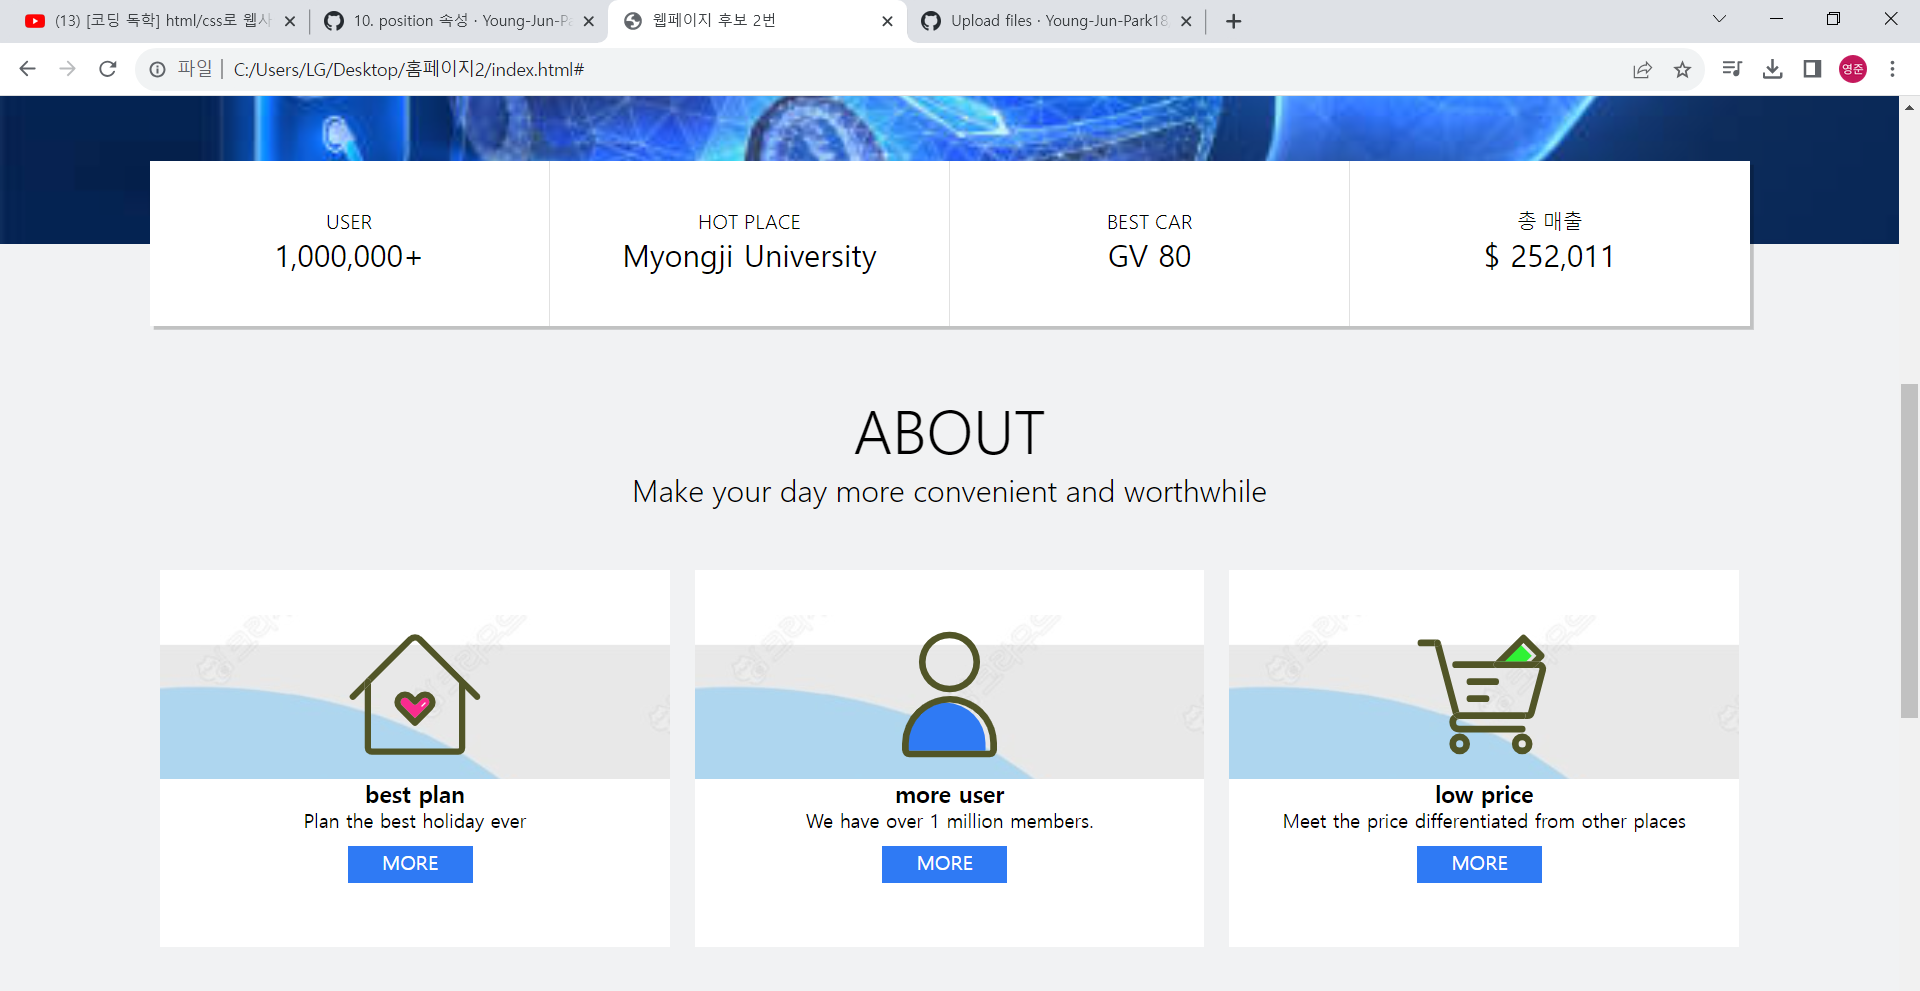 (13) [코딩 독학] html/css로 웹사
10. position 속성 · Young-Jun-Pa
웹페이지 후보 2번
Upload files · Young-Jun-Park18
파일 | C:/Users/LG/Desktop/홈페이지2/index.html#
영준
USER
1,000,000+
HOT PLACE
Myongji University
BEST CAR
GV 80
총 매출
$ 252,011
ABOUT
Make your day more convenient and worthwhile
best plan
Plan the best holiday ever
MORE
more user
We have over 1 million members.
MORE
low price
Meet the price differentiated from other places
MORE